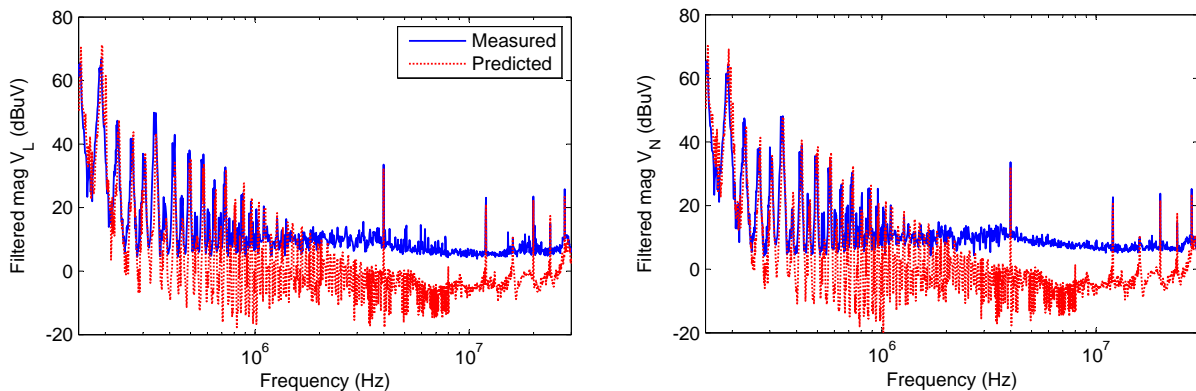 Filtered mag V_L (dBuV)
80
60
40
20
0
-20
10^6
10^7
Frequency (Hz)
Measured
Predicted
Filtered mag V_N (dBuV)
80
60
40
20
0
-20
10^6
10^7
Frequency (Hz)